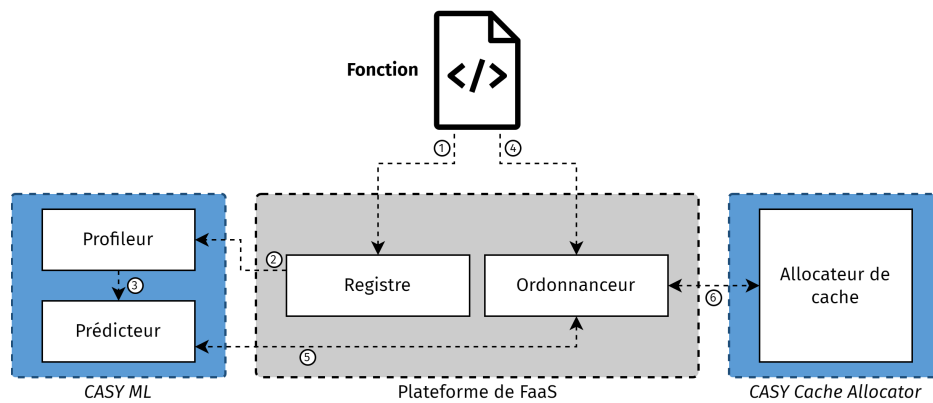 Fonction
</>
1
4
Profileur
2
3
Registre
Ordonnanceur
Allocateur de
cache
6
Prédicteur
5
CASY ML
Plateforme de FaaS
CASY Cache Allocator